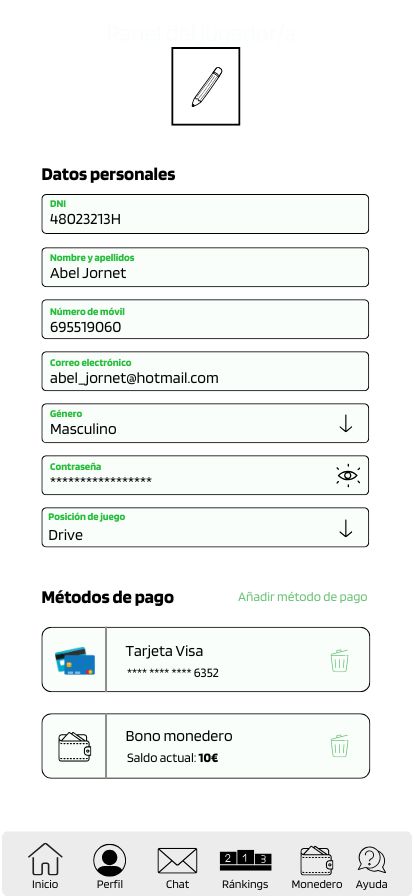 Panel del jugador/a
Datos personales
DNI
48023213H
Nombre y apellidos
Abel Jornet
Número de móvil
695519060
Correo electrónico
abel_jornet@hotmail.com
Género
Masculino
Contraseña
*****************
Posición de juego
Drive
Métodos de pago Añadir método de pago
Tarjeta Visa
**** **** **** 6352
Bono monedero
Saldo actual: 10€
2 1 3
Inicio Perfil Chat Ránkings Monedero Ayuda